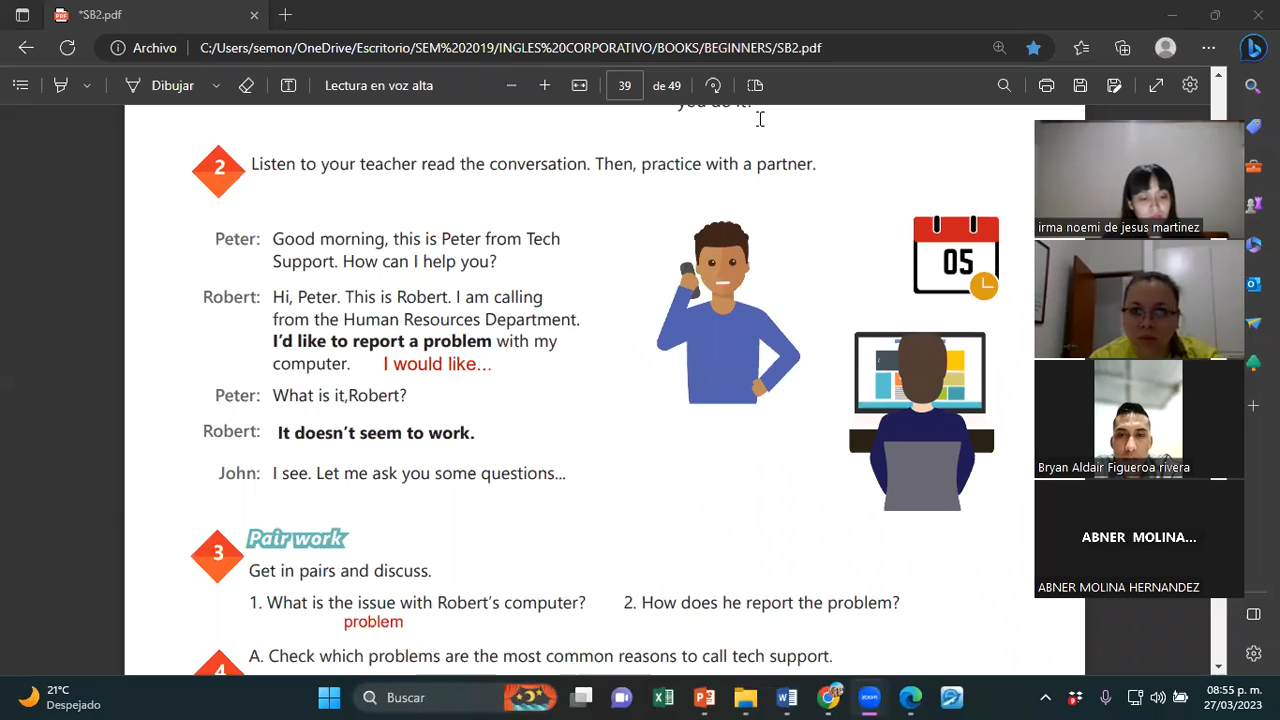 *SB2.pdf
Archivo
C:/Users/semon/OneDrive/Escritorio/SEM%202019/INGLES%20CORPORATIVO/BOOKS/BEGINNERS/SB2.pdf
Dibujar
Lectura en voz alta
39
de 49
you do it?
2
Listen to your teacher read the conversation. Then, practice with a partner.
Peter: Good morning, this is Peter from Tech
Support. How can I help you?
Robert: Hi, Peter. This is Robert. I am calling
from the Human Resources Department.
I'd like to report a problem with my
computer. I would like...
Peter: What is it,Robert?
Robert: It doesn't seem to work.
John: I see. Let me ask you some questions...
05
3
Pair work
Get in pairs and discuss.
1. What is the issue with Robert's computer?
2. How does he report the problem?
problem
4
A. Check which problems are the most common reasons to call tech support.
irma noemi de jesus martinez
Bryan Aldair Figueroa rivera
ABNER MOLINA...
ABNER MOLINA HERNANDEZ
21°C
Despejado
Buscar
zoom
08:55 p. m.
27/03/2023